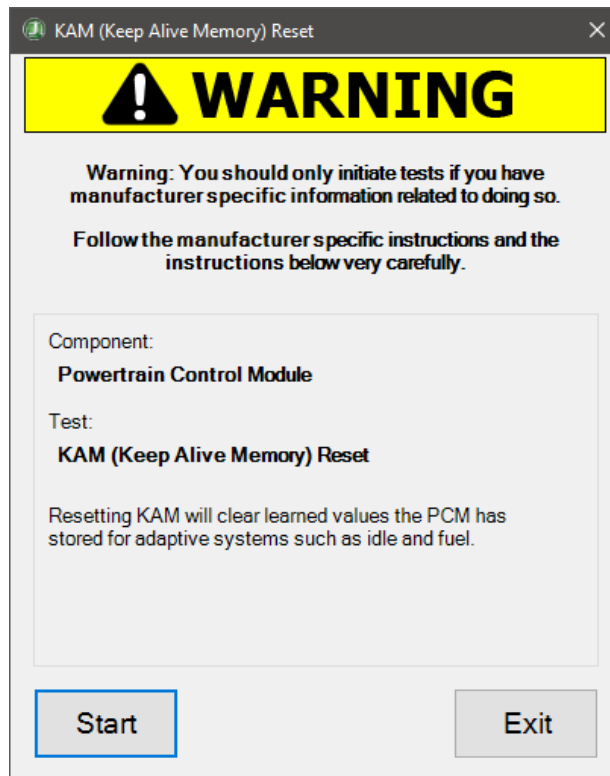 KAM (Keep Alive Memory) Reset
WARNING
Warning: You should only initiate tests if you have
manufacturer specific information related to doing so.
Follow the manufacturer specific instructions and the
instructions below very carefully.
Component:
Powertrain Control Module
Test:
KAM (Keep Alive Memory) Reset
Resetting KAM will clear learned values the PCM has
stored for adaptive systems such as idle and fuel.
Start
Exit